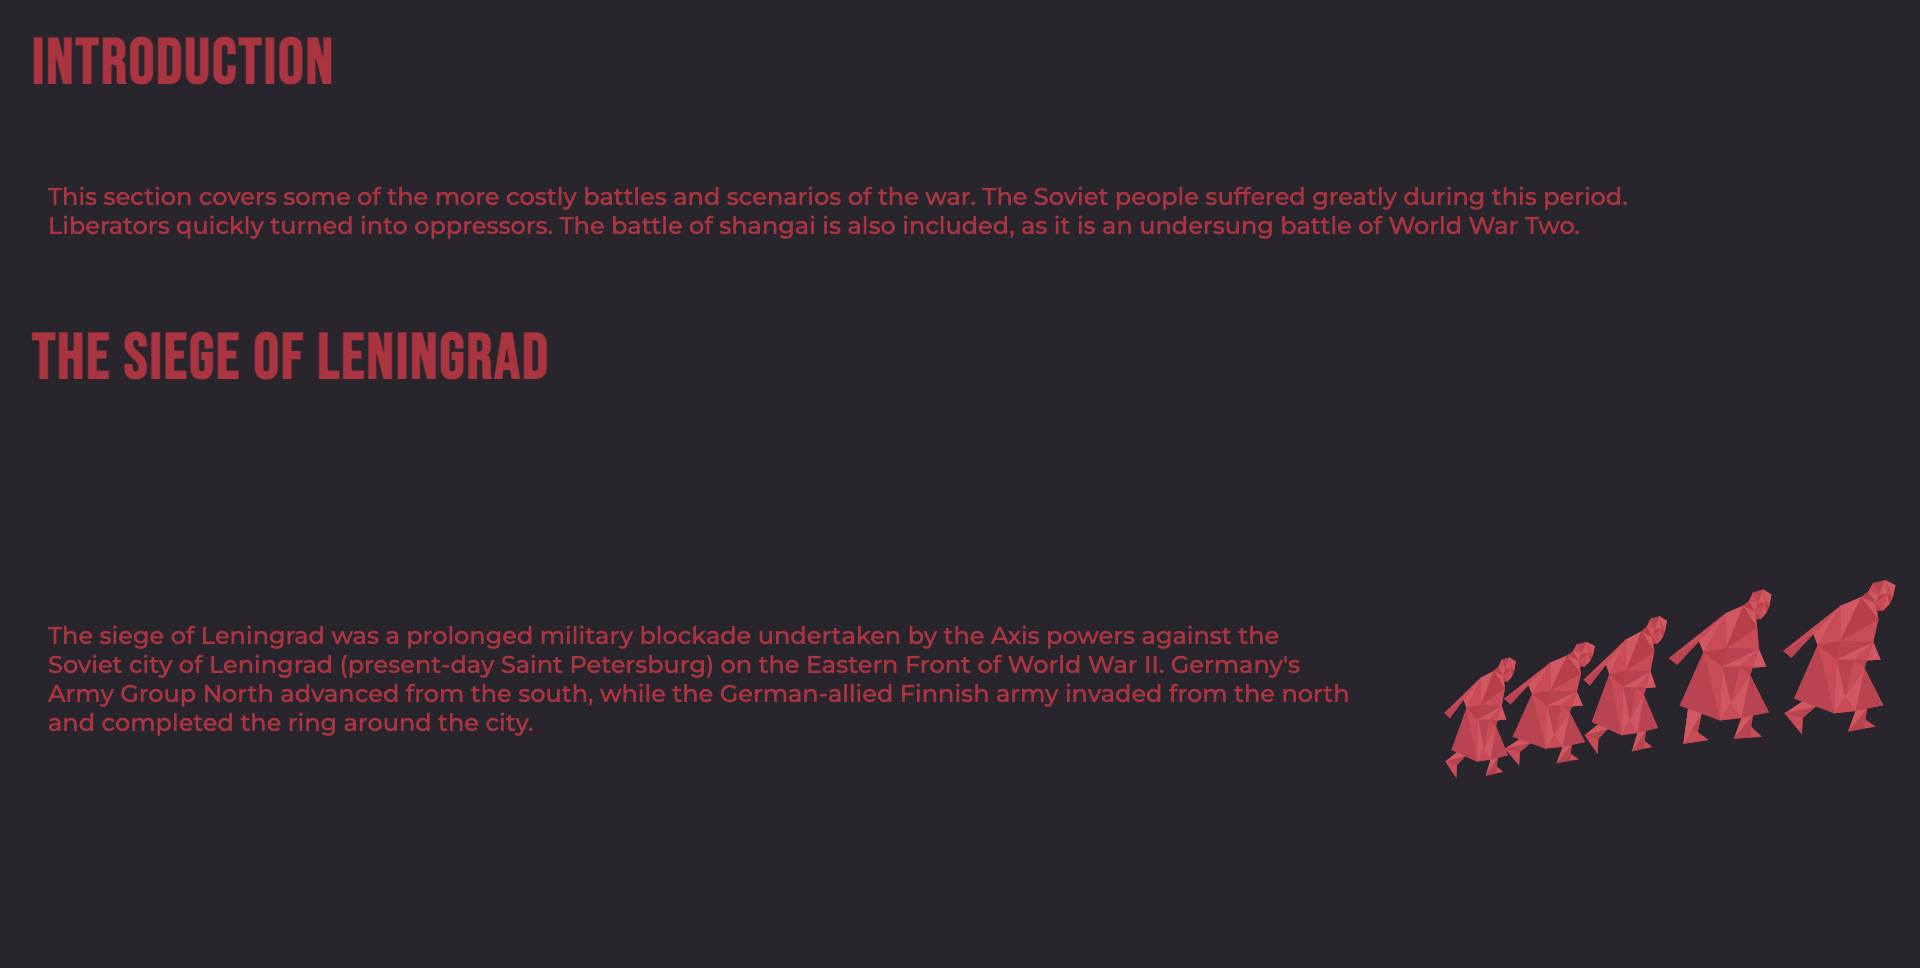 INTRODUCTION
This section covers some of the more costly battles and scenarios of the war. The Soviet people suffered greatly during this period.
Liberators quickly turned into oppressors. The battle of shangai is also included, as it is an undersung battle of World War Two.
THE SIEGE OF LENINGRAD
The siege of Leningrad was a prolonged military blockade undertaken by the Axis powers against the
Soviet city of Leningrad (present-day Saint Petersburg) on the Eastern Front of World War II. Germany's
Army Group North advanced from the south, while the German-allied Finnish army invaded from the north
and completed the ring around the city.